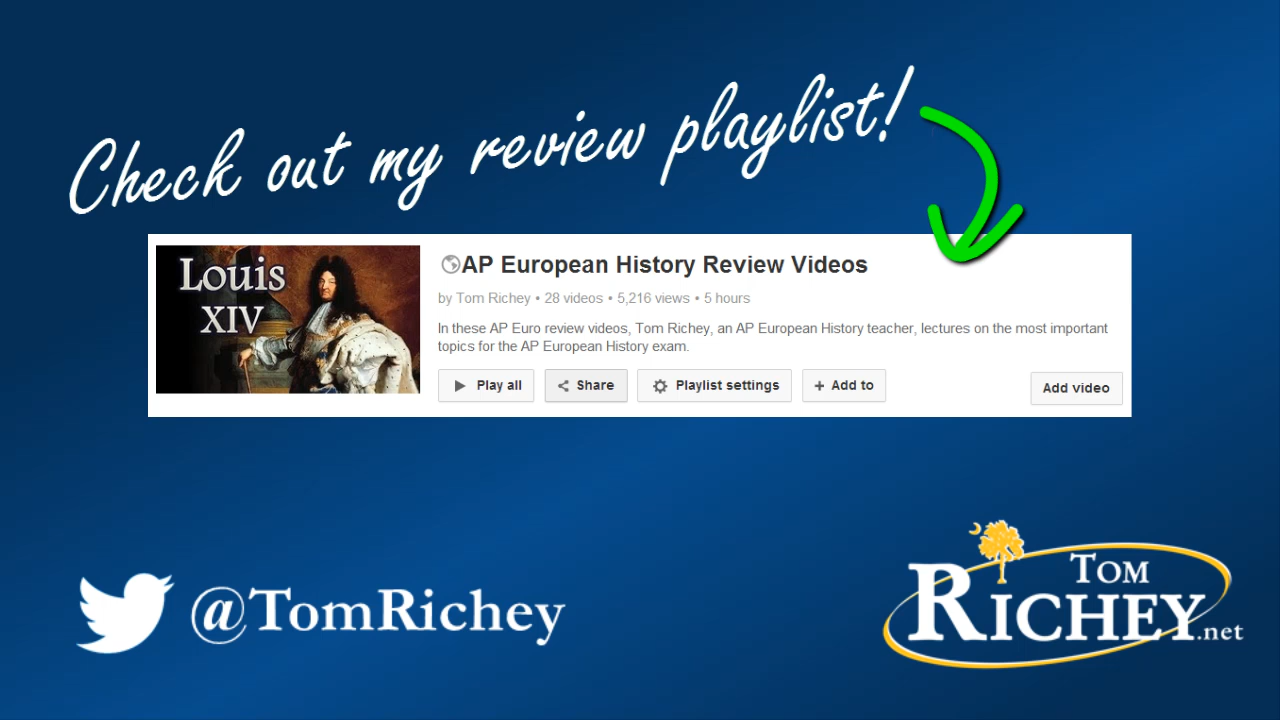 Check out my review playlist!
Louis
XIV
AP European History Review Videos
by Tom Richey • 28 videos • 5,216 views • 5 hours
In these AP Euro review videos, Tom Richey, an AP European History teacher, lectures on the most important
topics for the AP European History exam.
Play all Share Playlist settings + Add to Add video
@TomRichey
TOM
RICHEY.net